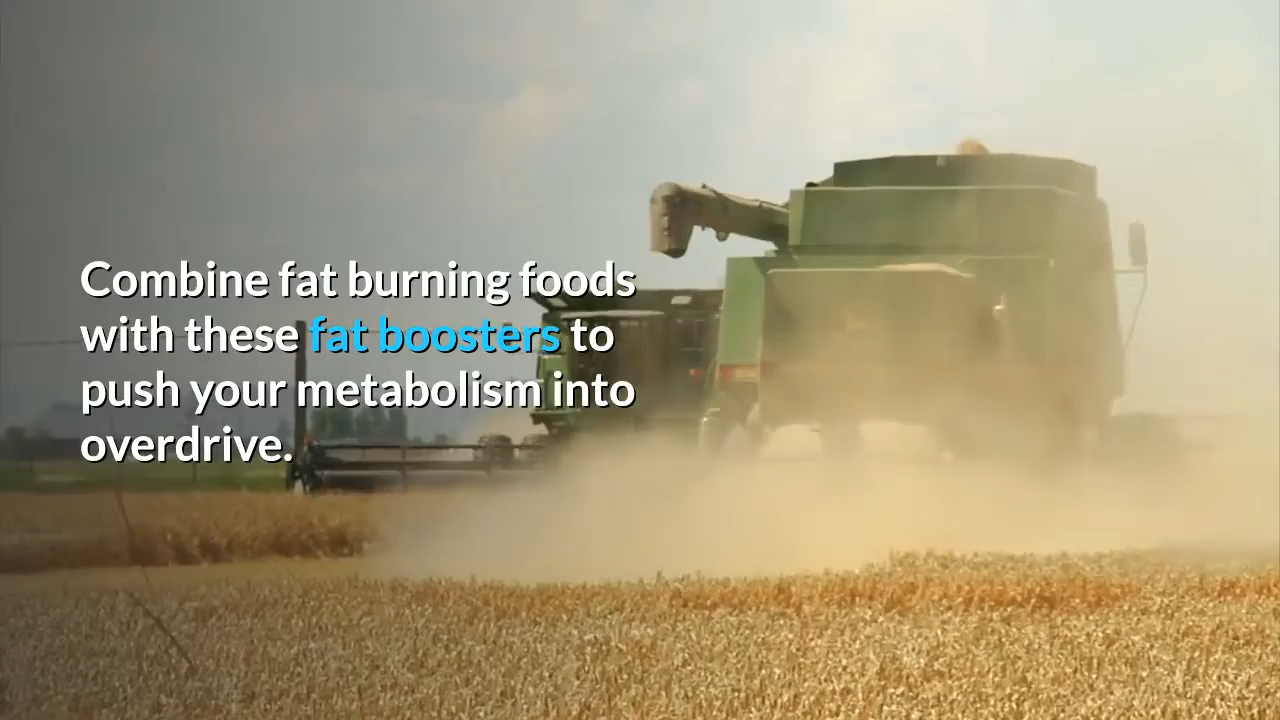 Combine fat burning foods
with these fat boosters to
push your metabolism into
overdrive.